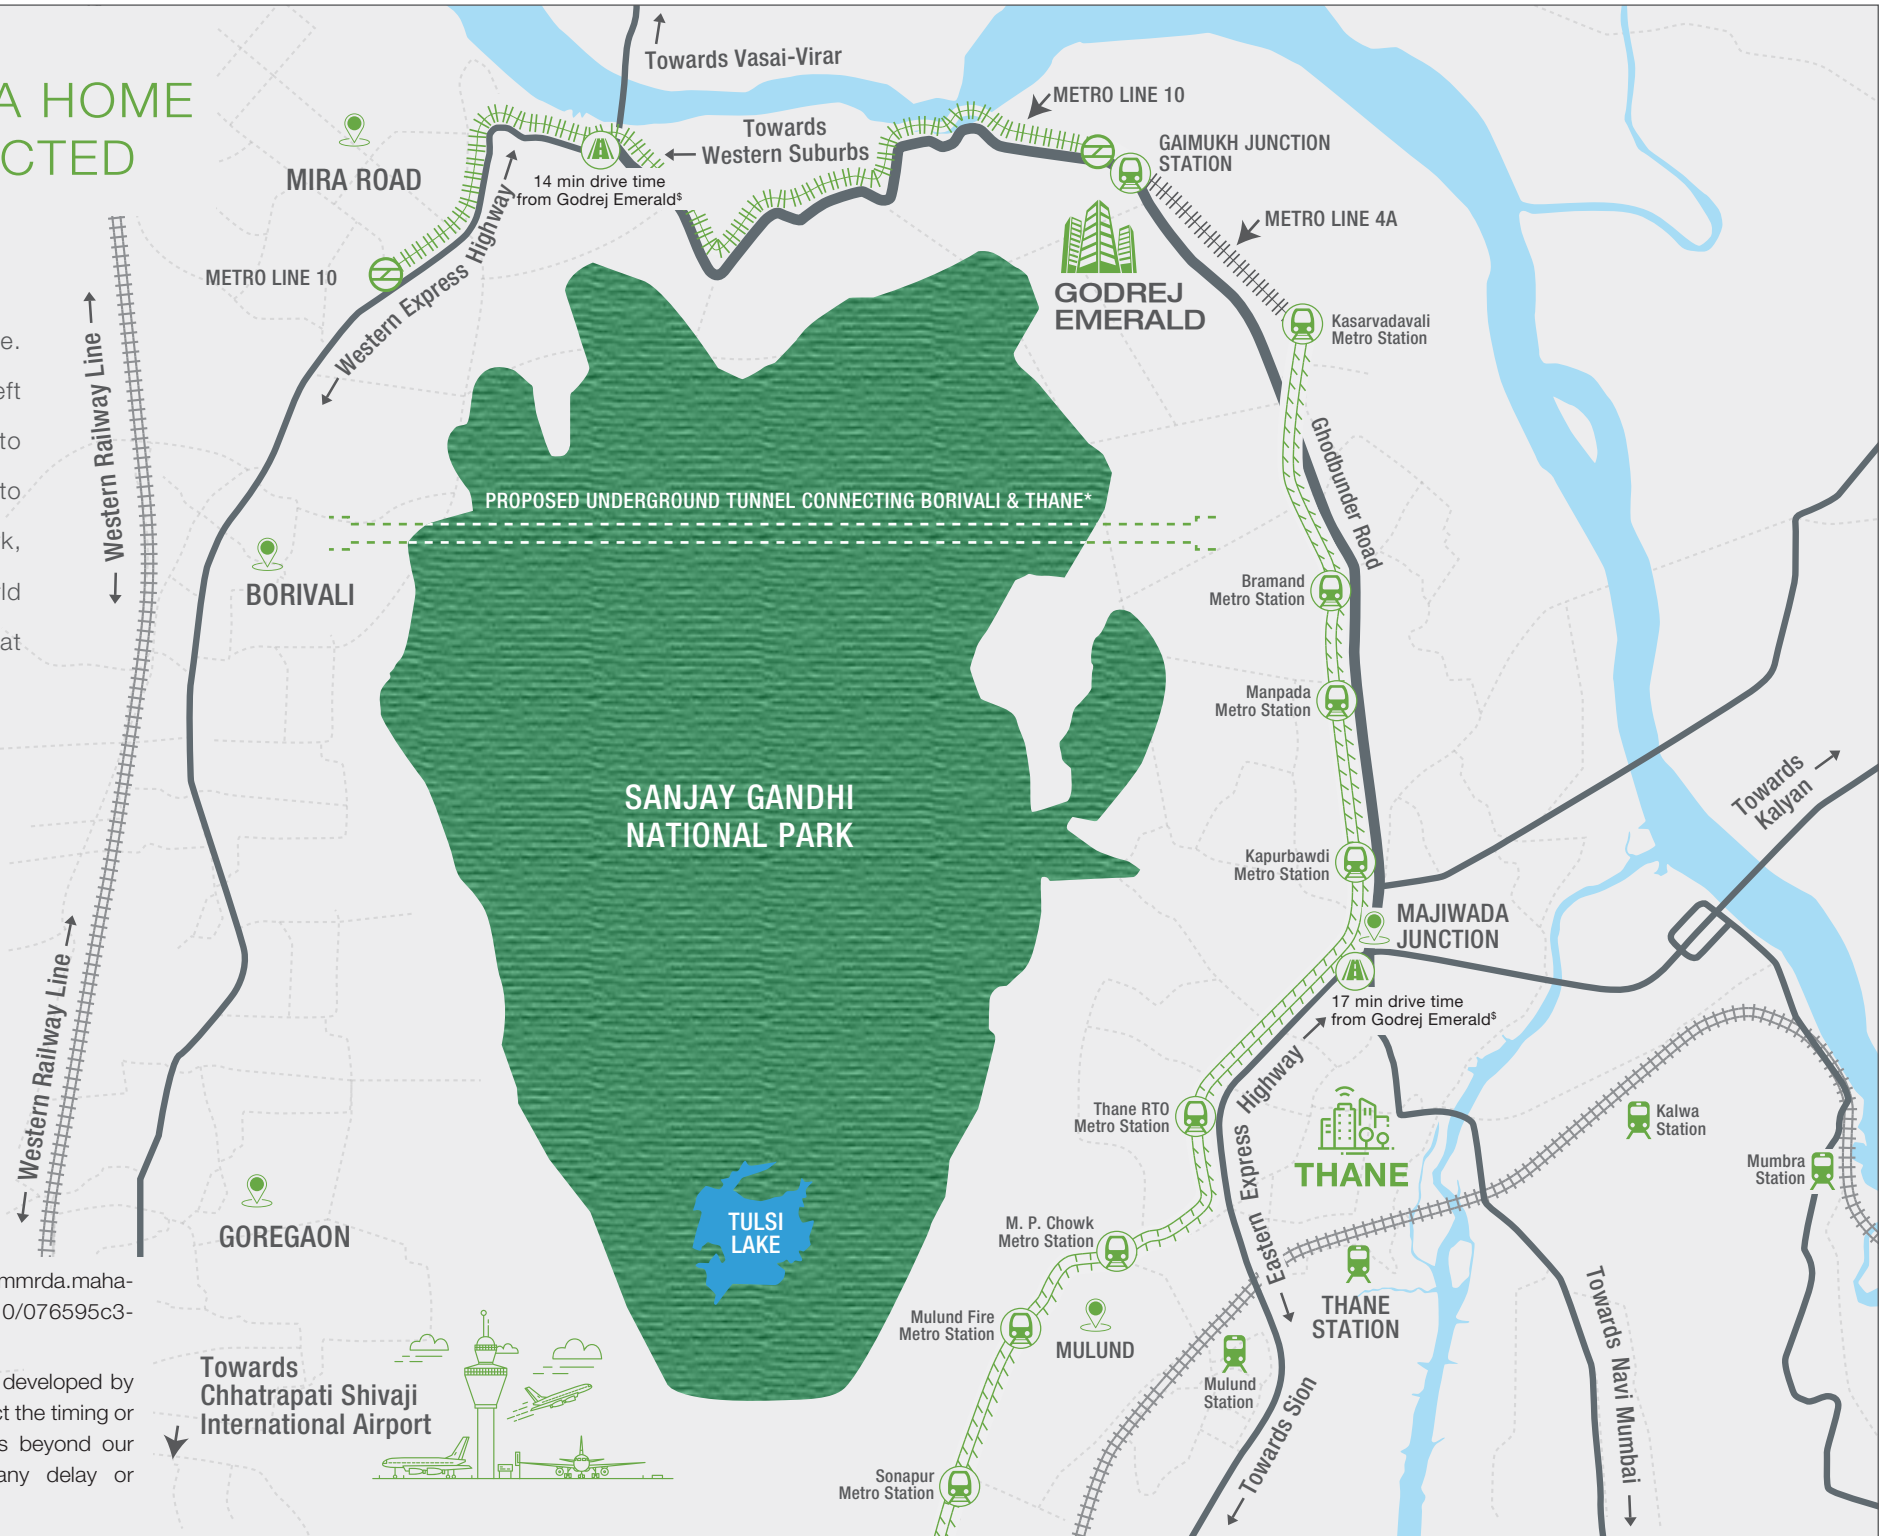 A HOME
CTED
e.
eft
to
to
k,
ld
at
mmrda.maha-
0/076595c3-
developed by
ct the timing or
s beyond our
any delay or
Towards Vasai-Virar
METRO LINE 10
Towards
Western Suburbs
GAIMUKH JUNCTION
STATION
MIRA ROAD
14 min drive time
from Godrej Emerald$
METRO LINE 4A
METRO LINE 10
Western Express Highway
GODREJ
EMERALD
Kasarvadavali
Metro Station
Western Railway Line
Ghodbunder Road
PROPOSED UNDERGROUND TUNNEL CONNECTING BORIVALI & THANE*
BORIVALI
Bramand
Metro Station
Manpada
Metro Station
SANJAY GANDHI
NATIONAL PARK
Towards
Kalyan
Kapurbawdi
Metro Station
MAJIWADA
JUNCTION
17 min drive time
from Godrej Emerald$
Western Railway Line
Eastern Express Highway
Thane RTO
Metro Station
THANE
Kalwa
Station
Mumbra
Station
TULSI
LAKE
GOREGAON
M. P. Chowk
Metro Station
THANE
STATION
Mulund Fire
Metro Station
MULUND
Mulund
Station
Towards Navi Mumbai
Towards
Chhatrapati Shivaji
International Airport
Towards Sion
Sonapur
Metro Station